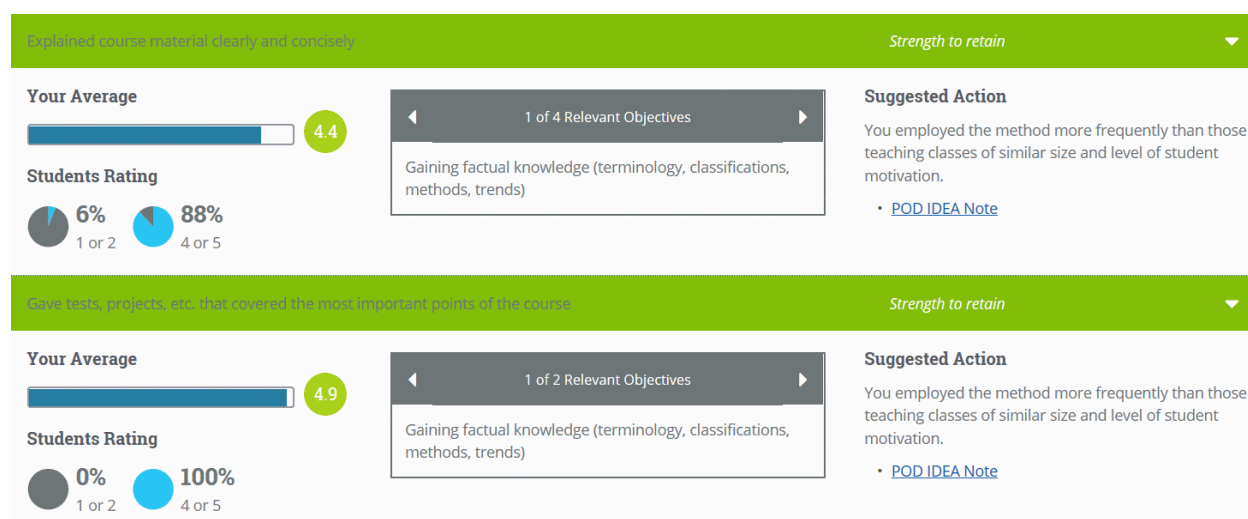 Explained course material clearly and concisely
Strength to retain
Your Average
4.4
Students Rating
6%
1 or 2
88%
4 or 5
1 of 4 Relevant Objectives
Gaining factual knowledge (terminology, classifications,
methods, trends)
Suggested Action
You employed the method more frequently than those
teaching classes of similar size and level of student
motivation.
• POD IDEA Note
Gave tests, projects, etc. that covered the most important points of the course
Strength to retain
Your Average
4.9
Students Rating
0%
1 or 2
100%
4 or 5
1 of 2 Relevant Objectives
Gaining factual knowledge (terminology, classifications,
methods, trends)
Suggested Action
You employed the method more frequently than those
teaching classes of similar size and level of student
motivation.
• POD IDEA Note